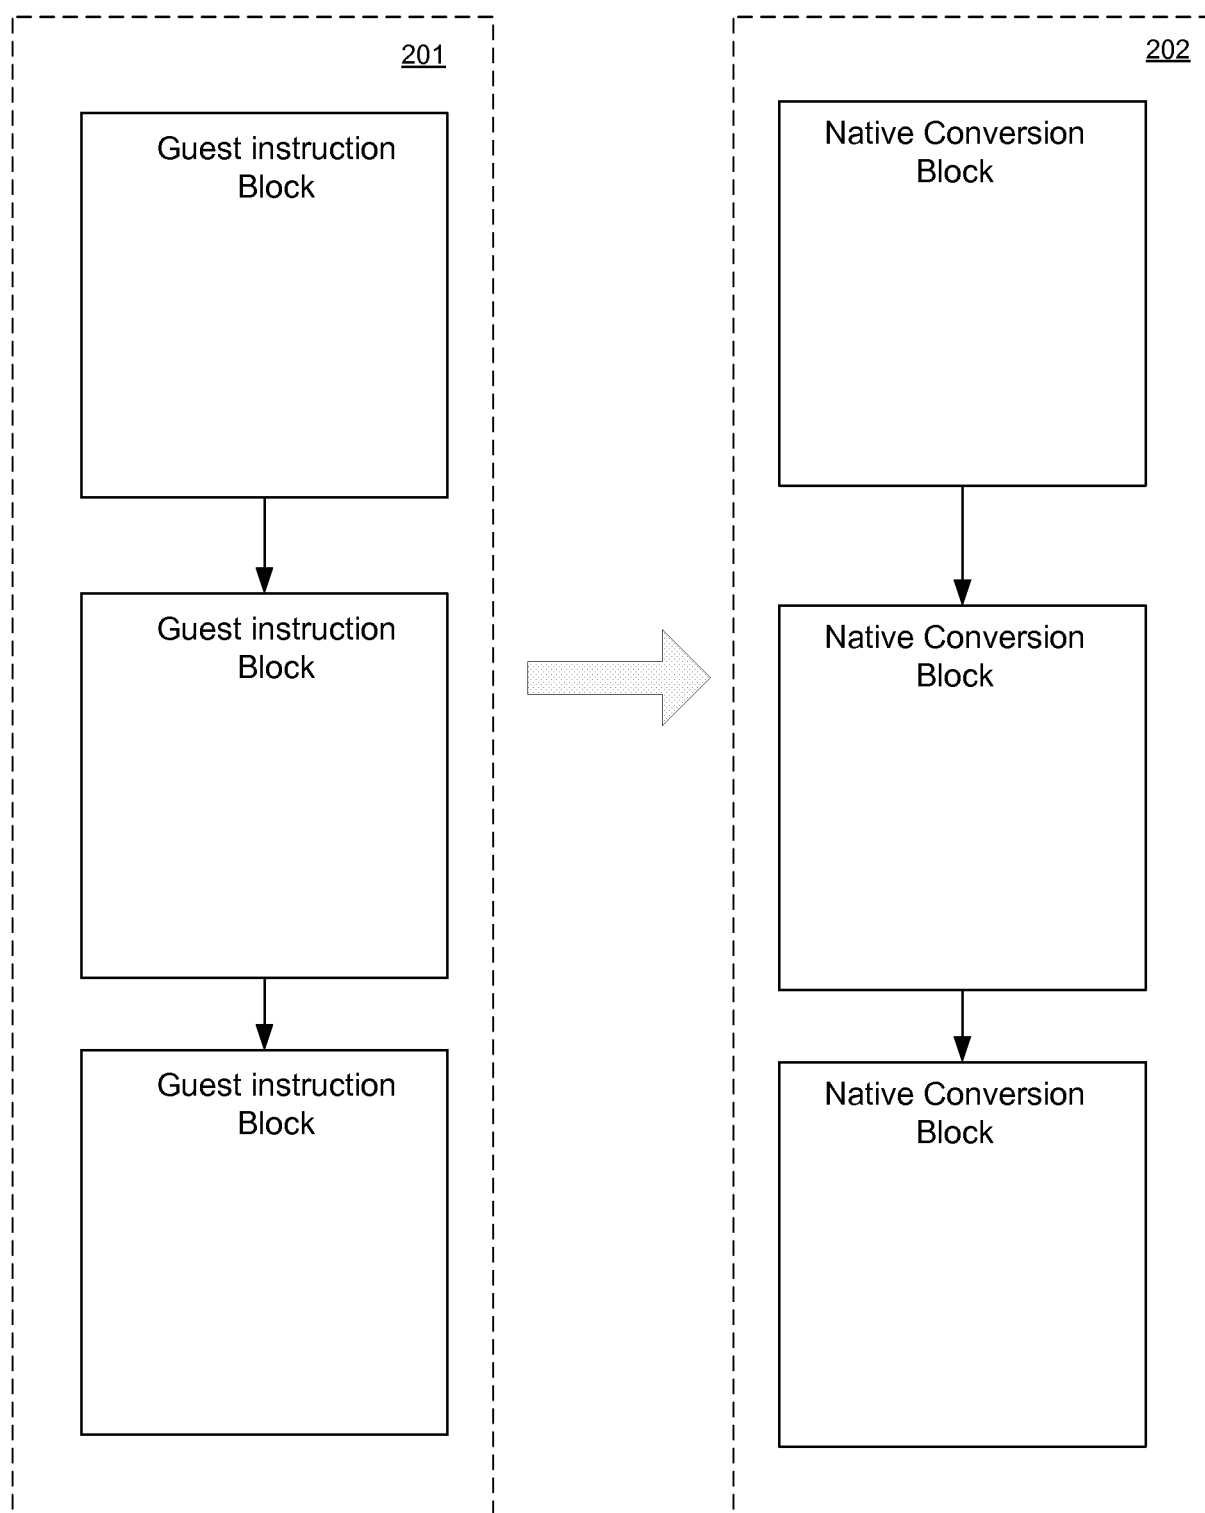 201
Guest instruction
Block
Guest instruction
Block
Guest instruction
Block
202
Native Conversion
Block
Native Conversion
Block
Native Conversion
Block